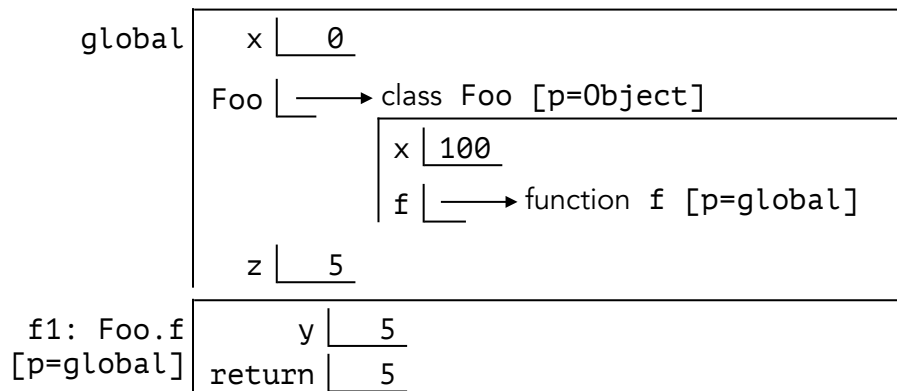 global x 0
Foo class Foo [p=Object]
x 100
f function f [p=global]
z 5
f1: Foo.f y 5
[p=global] return 5